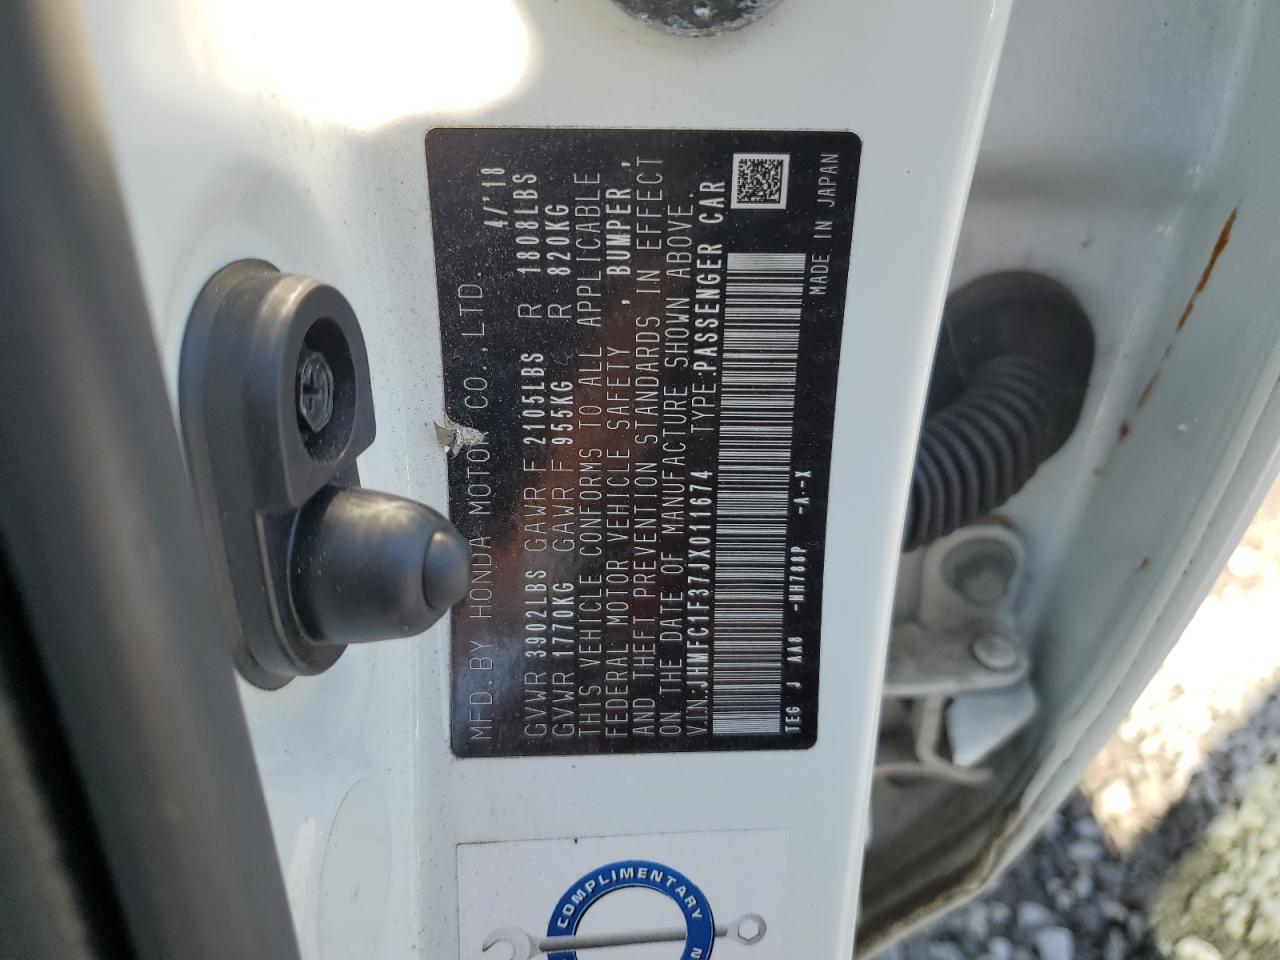 MFD.BY HONDA MOTOR CO.,LTD. 4/'18
GVWR 3902LBS GAWR F 2105LBS R 1808LBS
GVWR 1770KG GAWR F 955KG R 820KG
THIS VEHICLE CONFORMS TO ALL APPLICABLE
FEDERAL MOTOR VEHICLE SAFETY , BUMPER ,
AND THEFT PREVENTION STANDARDS IN EFFECT
ON THE DATE OF MANUFACTURE SHOWN ABOVE.
VIN:JHMFC1F37JX011674 TYPE:PASSENGER CAR
TEG J AA8 -NH788P -A.-X
MADE IN JAPAN
COMPLIMENTARY